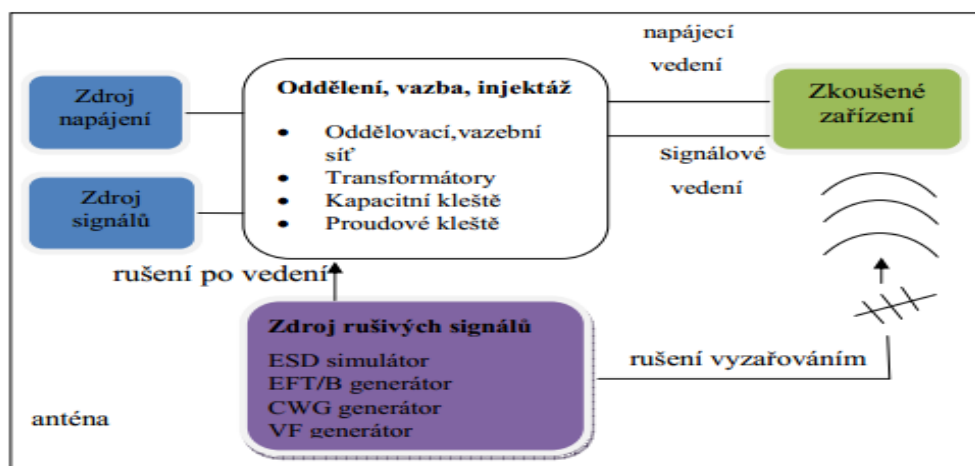 napájecí
vedení
Zdroj
napájení
Oddělení, vazba, injektáž
• Oddělovací,vazební
síť
• Transformátory
• Kapacitní kleště
• Proudové kleště
Zkoušené
zařízení
signálové
vedení
Zdroj
signálů
rušení po vedení
Zdroj rušivých signálů
ESD simulátor
EFT/B generátor
CWG generátor
VF generátor
rušení vyzařováním
anténa